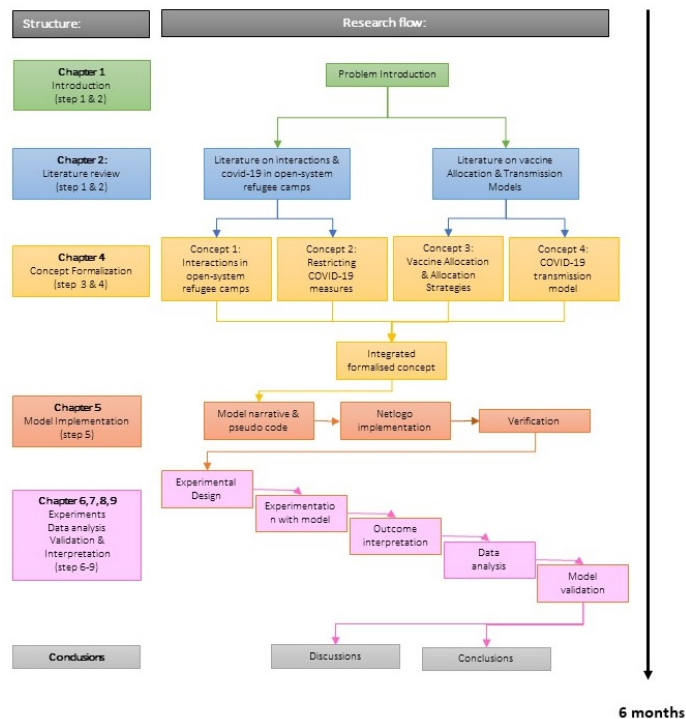 Structure:
Research flow:
Chapter 1
Introduction
(step 1 & 2)
Problem Introduction
Chapter 2:
Literature review
(step 1 & 2)
Literature on interactions &
covid-19 in open-system
refugee camps
Literature on vaccine
Allocation & Transmission
Models
Chapter 4
Concept Formalization
(step 3 & 4)
Concept 1:
Interactions in
open-system
refugee camps
Concept 2:
Restricting
COVID-19
measures
Concept 3:
Vaccine Allocation
& Allocation
Strategies
Concept 4:
COVID-19
transmission
model
Integrated
formalised concept
Chapter 5
Model Implementation
(step 5)
Model narrative &
pseudo code
Netlogo
implementation
Verification
Chapter 6,7,8,9
Experiments
Data analysis
Validation &
Interpretation
(step 6-9)
Experimental
Design
Experimentatio
n with model
Outcome
interpretation
Data
analysis
Model
validation
Conclusions
Discussions
Conclusions
6 months